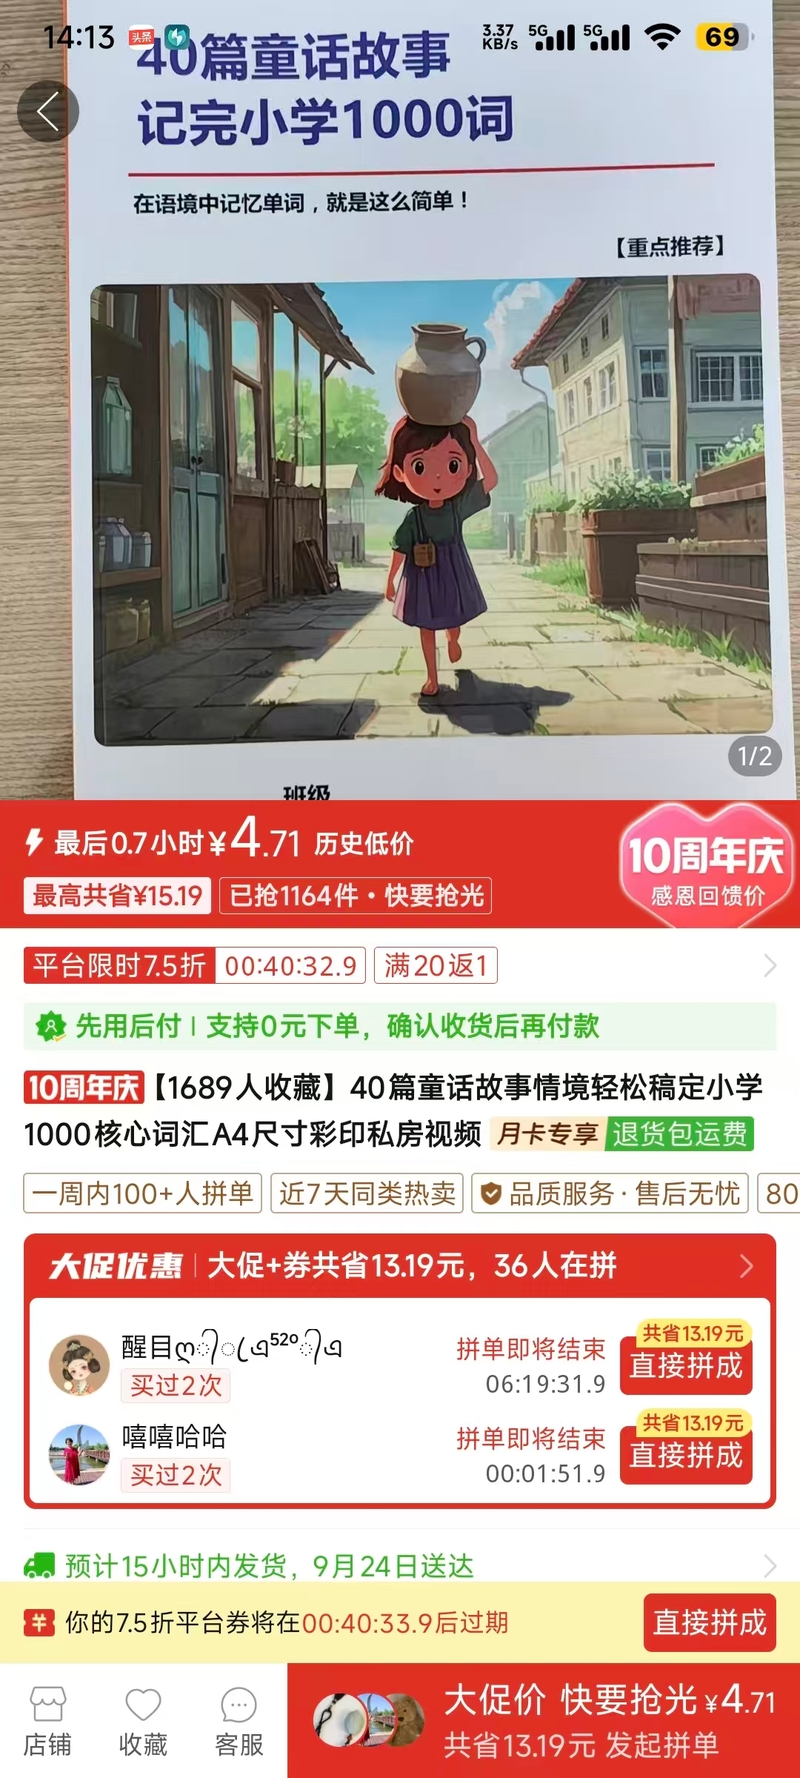 14:13 头条 3.37 KB/s 5G 5G 69
40篇童话故事
记完小学1000词
在语境中记忆单词，就是这么简单！
【重点推荐】
1/2
班级
最后0.7小时¥4.71 历史低价
最高共省¥15.19 已抢1164件·快要抢光
10周年庆
感恩回馈价
平台限时7.5折 00:40:32.9 满20返1
先用后付 | 支持0元下单，确认收货后再付款
10周年庆【1689人收藏】40篇童话故事情境轻松稿定小学
1000核心词汇A4尺寸彩印私房视频 月卡专享 退货包运费
一周内100+人拼单 近7天同类热卖 品质服务·售后无忧 80
大促优惠 | 大促+券共省13.19元，36人在拼
共省13.19元
拼单即将结束
直接拼成
买过2次
06:19:31.9
共省13.19元
嘻嘻哈哈
拼单即将结束
直接拼成
买过2次
00:01:51.9
预计15小时内发货，9月24日送达
你的7.5折平台券将在00:40:33.9后过期 直接拼成
大促价 快要抢光 ¥4.71
共省13.19元 发起拼单
店铺 收藏 客服